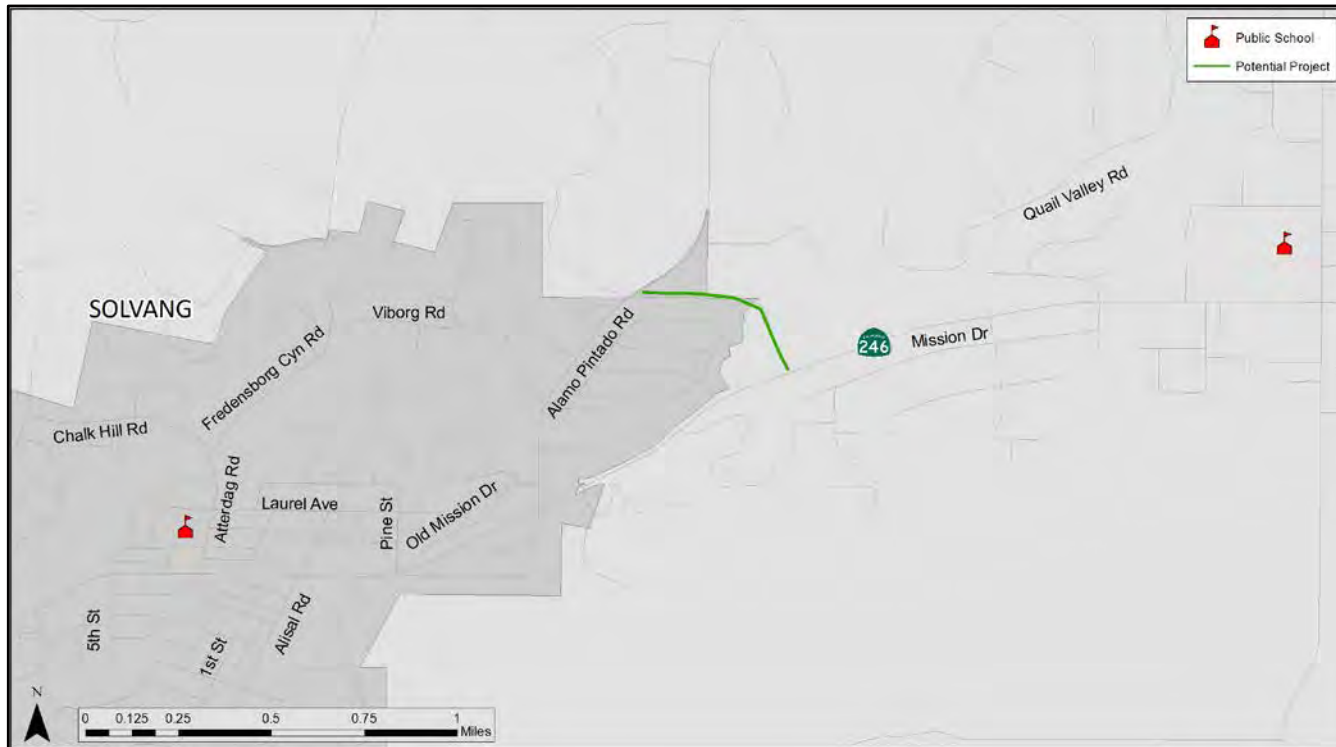 Public School
Potential Project
Quail Valley Rd
SOLVANG
Viborg Rd
Fredensborg Cyn Rd
Alamo Pintado Rd
246
Mission Dr
Chalk Hill Rd
Atterdag Rd
Laurel Ave
Pine St
Old Mission Dr
5th St
1st St
Alisal Rd
N
0 0.125 0.25 0.5 0.75 1
Miles